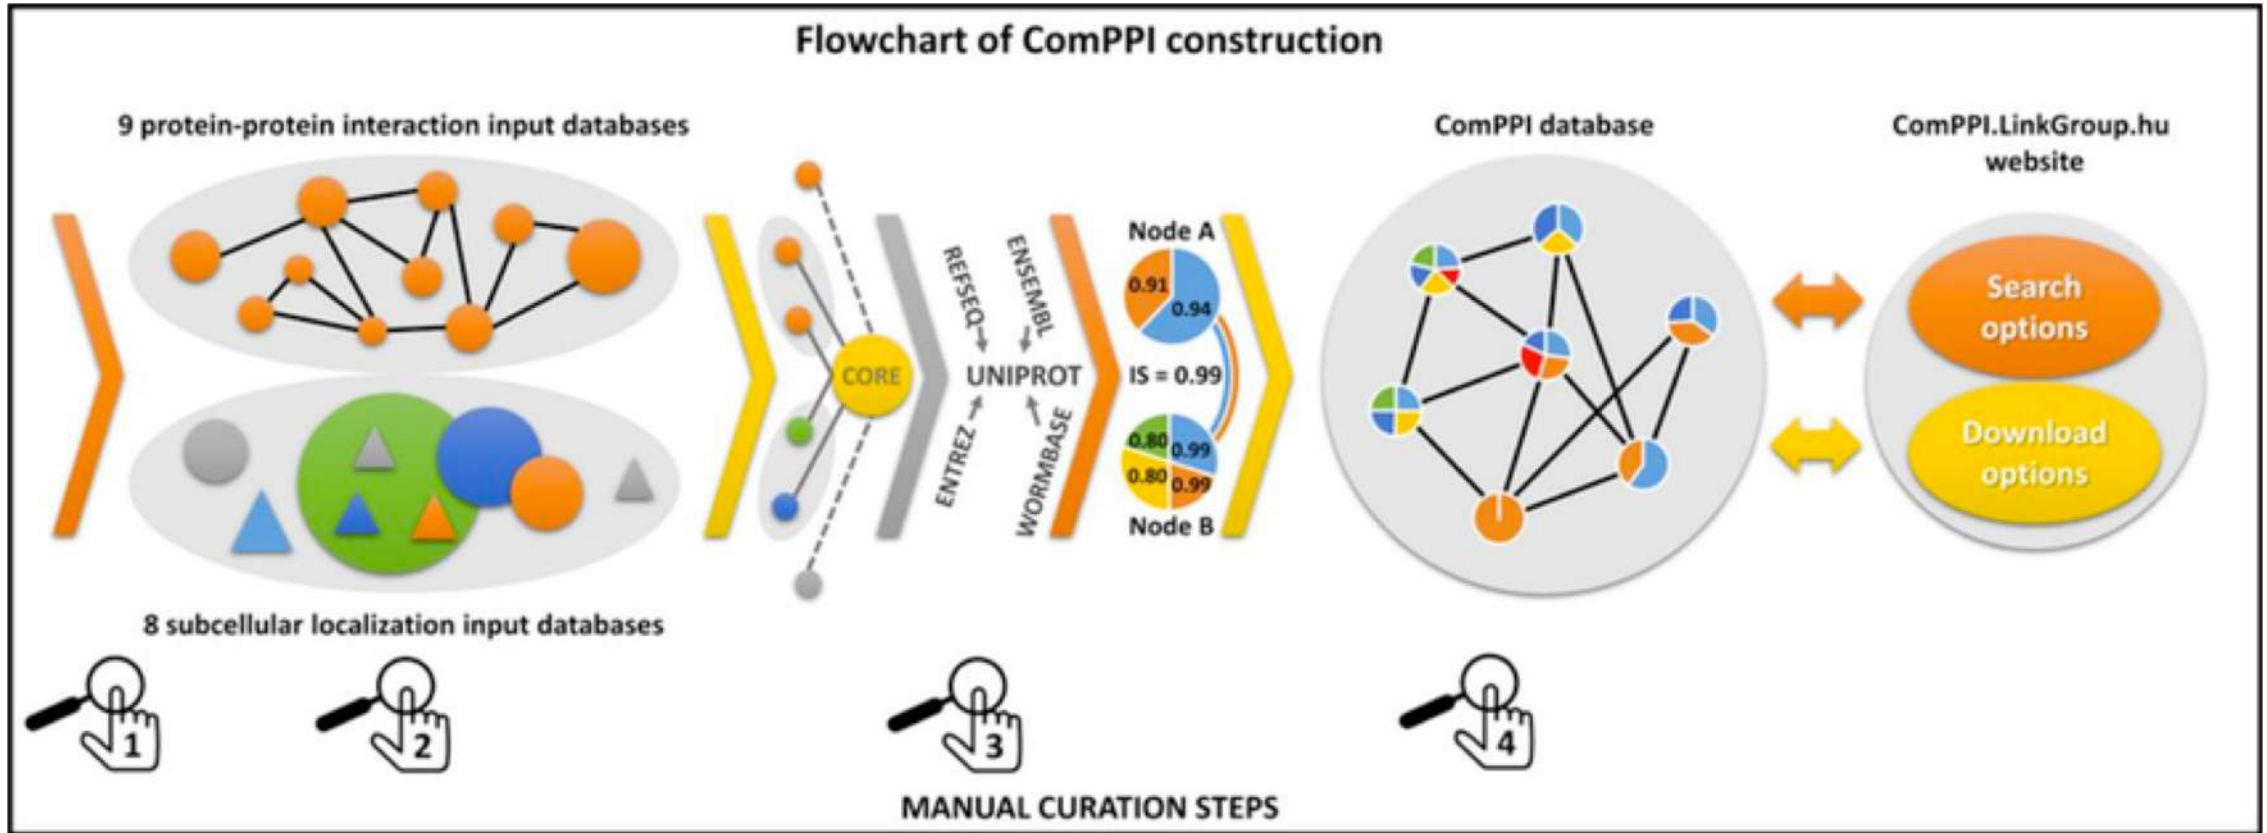 Flowchart of ComPPI construction
9 protein-protein interaction input databases
8 subcellular localization input databases
CORE
REFSEQ
ENSEMBL
UNIPROT
ENTREZ
WORMBASE
Node A
0.91
0.94
IS = 0.99
0.80
0.99
0.80
0.99
Node B
ComPPI database
ComPPI.LinkGroup.hu
website
Search
options
Download
options
1
2
3
4
MANUAL CURATION STEPS